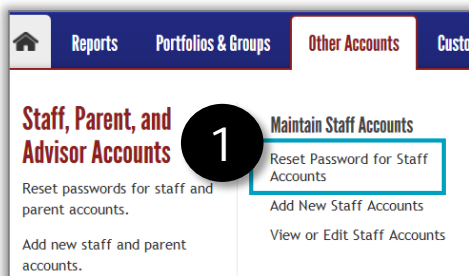 Reports Portfolios & Groups Other Accounts Custo
Staff, Parent, and
Advisor Accounts
Reset passwords for staff and
parent accounts.
Add new staff and parent
accounts.
1
Maintain Staff Accounts
Reset Password for Staff
Accounts
Add New Staff Accounts
View or Edit Staff Accounts